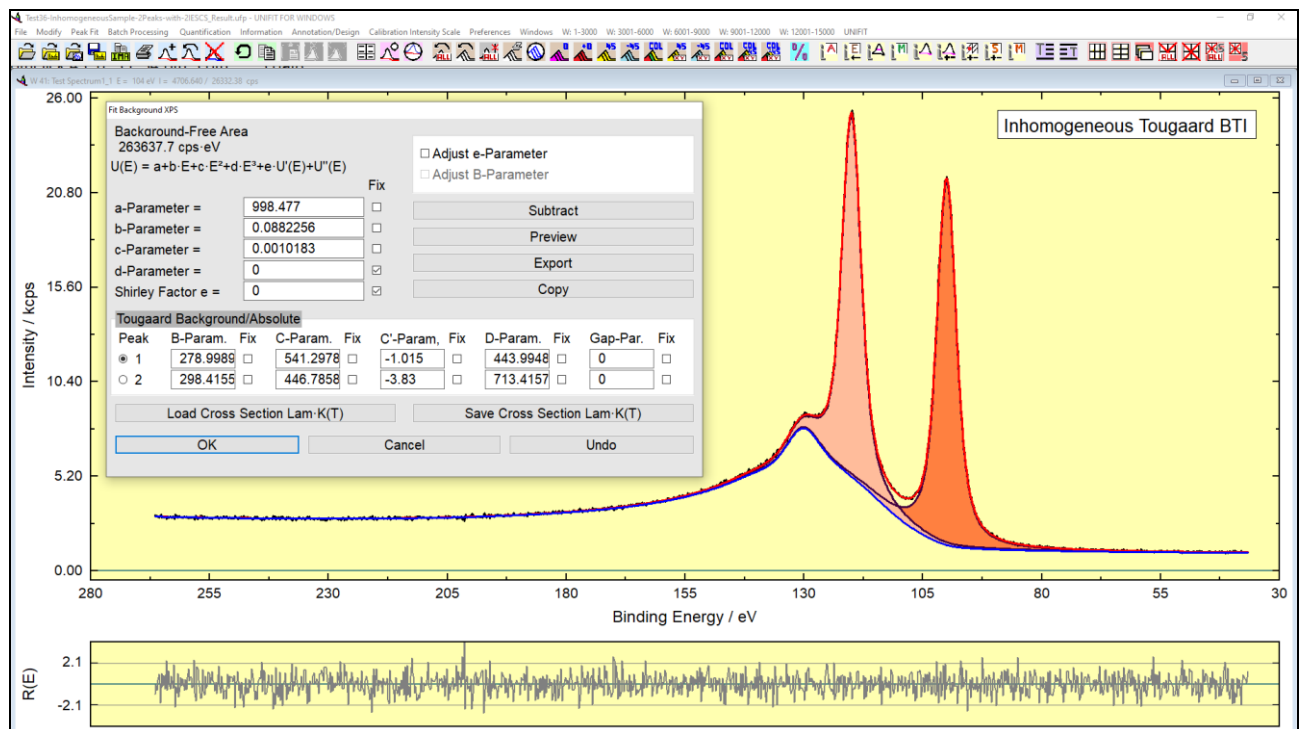 Test36-InhomogeneousSample-2Peaks-with-2IESCS_Result.ufp - UNIFIT FOR WINDOWS
File Modify Peak Fit Batch Processing Quantification Information Annotation/Design Calibration Intensity Scale Preferences Windows W: 1-3000 W: 3001-6000 W: 6001-9000 W: 9001-12000 W: 12001-15000 UNIFIT
W 41: Test Spectrum1_1 E = 104 eV I = 4706.640 / 26332.38 cps
Fit Background XPS
Background-Free Area
263637.7 cps·eV
U(E) = a+b·E+c·E²+d·E³+e·U'(E)+U''(E)
Fix
a-Parameter = 998.477
b-Parameter = 0.0882256
c-Parameter = 0.0010183
d-Parameter = 0
Shirley Factor e = 0
Adjust e-Parameter
Adjust B-Parameter
Subtract
Preview
Export
Copy
Tougaard Background/Absolute
Peak B-Param. Fix C-Param. Fix C'-Param, Fix D-Param. Fix Gap-Par. Fix
1 278.9989 541.2978 -1.015 443.9948 0
2 298.4155 446.7858 -3.83 713.4157 0
Load Cross Section Lam·K(T) Save Cross Section Lam·K(T)
OK Cancel Undo
Inhomogeneous Tougaard BTI
Intensity / kcps
26.00
20.80
15.60
10.40
5.20
0.00
280 255 230 205 180 155 130 105 80 55 30
Binding Energy / eV
R(E)
2.1
-2.1